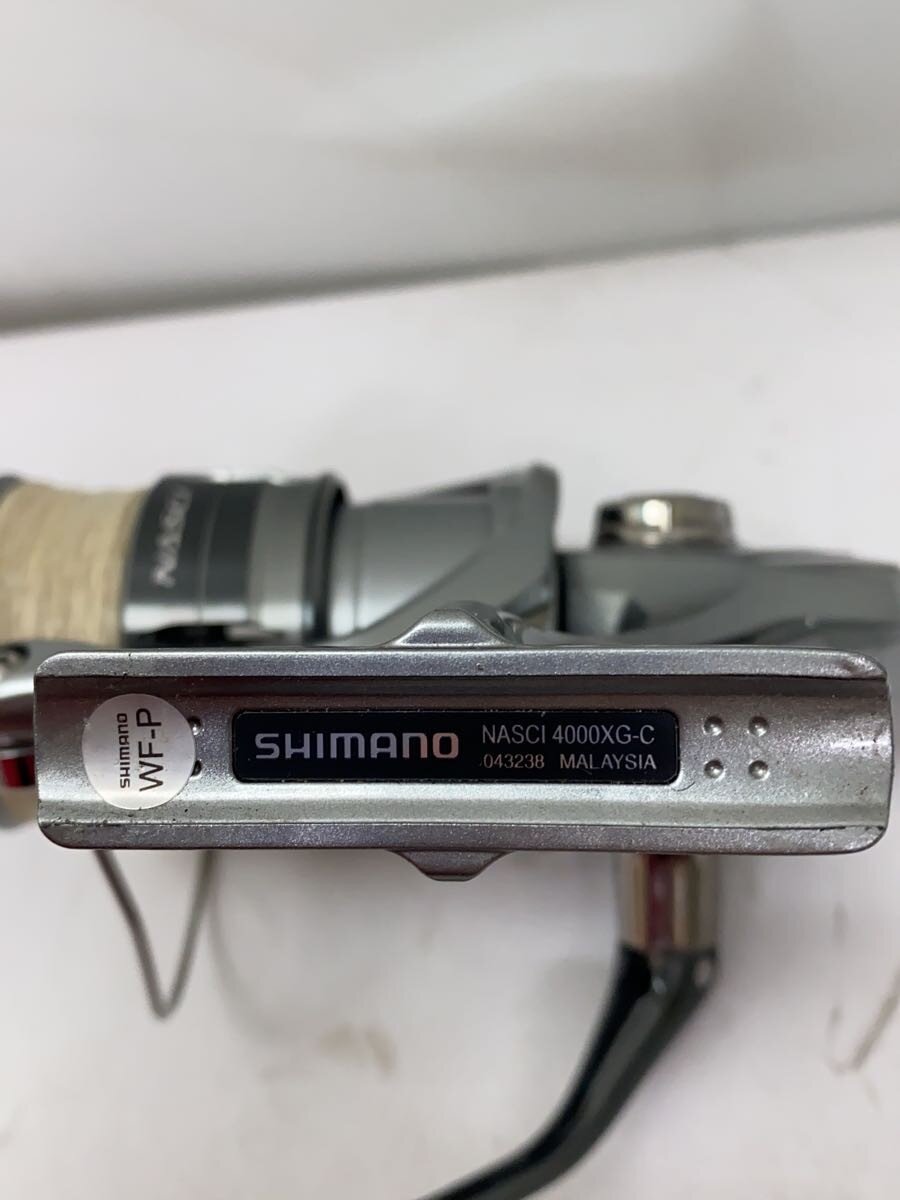 NASCI
SHIMANO
WF-P
SHIMANO
NASCI 4000XG-C
043238 MALAYSIA